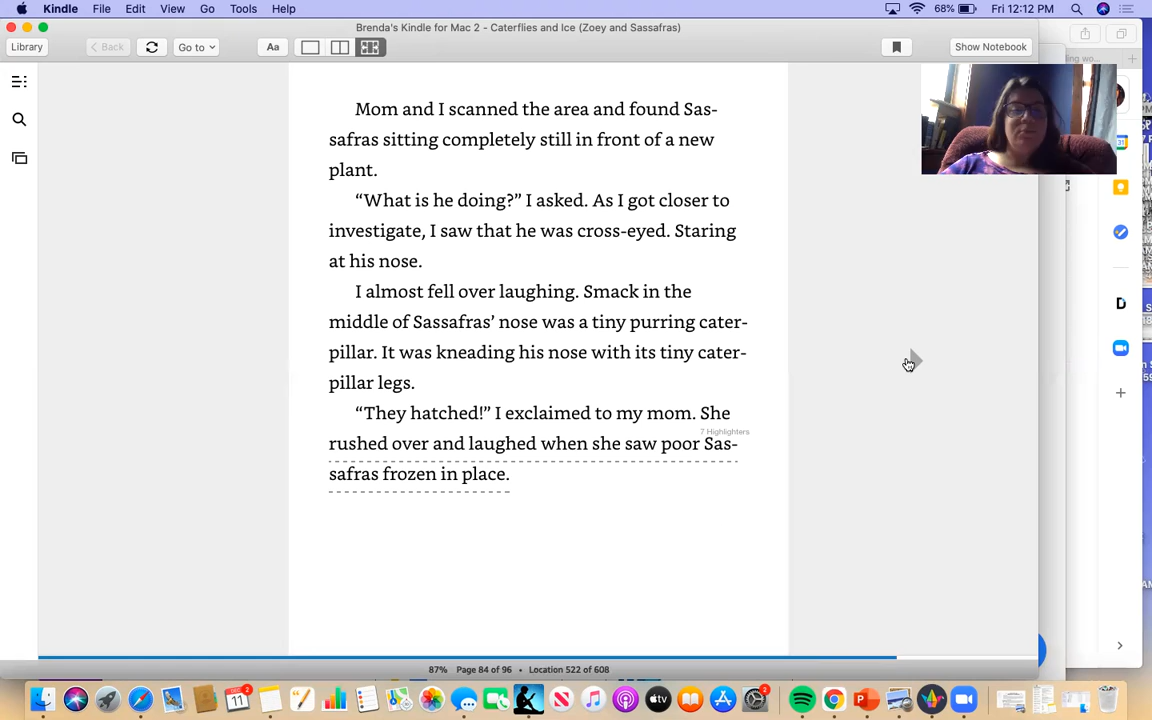 Kindle File Edit View Go Tools Help 68% Fri 12:12 PM
Brenda's Kindle for Mac 2 - Caterflies and Ice (Zoey and Sassafras)
Library Back Go to Aa Show Notebook
Mom and I scanned the area and found Sas-
safras sitting completely still in front of a new
plant.
“What is he doing?” I asked. As I got closer to
investigate, I saw that he was cross-eyed. Staring
at his nose.
I almost fell over laughing. Smack in the
middle of Sassafras’ nose was a tiny purring cater-
pillar. It was kneading his nose with its tiny cater-
pillar legs.
“They hatched!” I exclaimed to my mom. She
7 Highlighters
rushed over and laughed when she saw poor Sas-
safras frozen in place.
87% Page 84 of 96 • Location 522 of 608